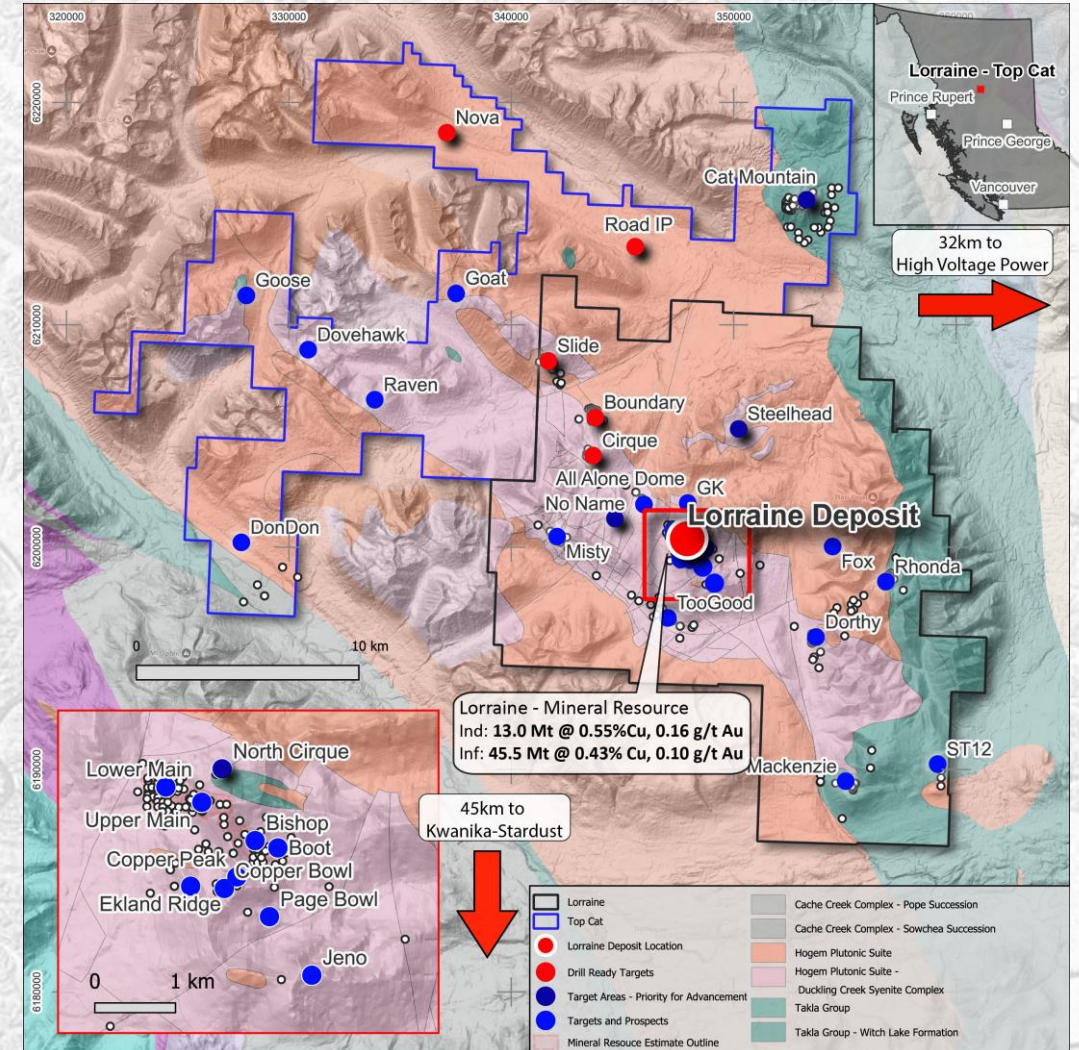 320000
330000
340000
350000
6220000
6210000
6200000
6190000
6180000
Lorraine - Top Cat
Prince Rupert
Prince George
Vancouver
32km to
High Voltage Power
Nova
Cat Mountain
Road IP
Goose
Goat
Dovehawk
Slide
Raven
Boundary
Steelhead
Cirque
All Alone Dome
GK
No Name
Lorraine Deposit
DonDon
Misty
Fox
Rhonda
TooGood
Dorthy
0
10 km
Lorraine - Mineral Resource
Ind: 13.0 Mt @ 0.55%Cu, 0.16 g/t Au
Inf: 45.5 Mt @ 0.43% Cu, 0.10 g/t Au
Mackenzie
ST12
45km to
Kwanika-Stardust
North Cirque
Lower Main
Upper Main
Bishop
Boot
Copper Peak
Copper Bowl
Ekland Ridge
Page Bowl
Jeno
0
1 km
Lorraine
Top Cat
Lorraine Deposit Location
Drill Ready Targets
Target Areas - Priority for Advancement
Targets and Prospects
Mineral Resouce Estimate Outline
Cache Creek Complex - Pope Succession
Cache Creek Complex - Sowchea Succession
Hogem Plutonic Suite
Hogem Plutonic Suite -
Duckling Creek Syenite Complex
Takla Group
Takla Group - Witch Lake Formation